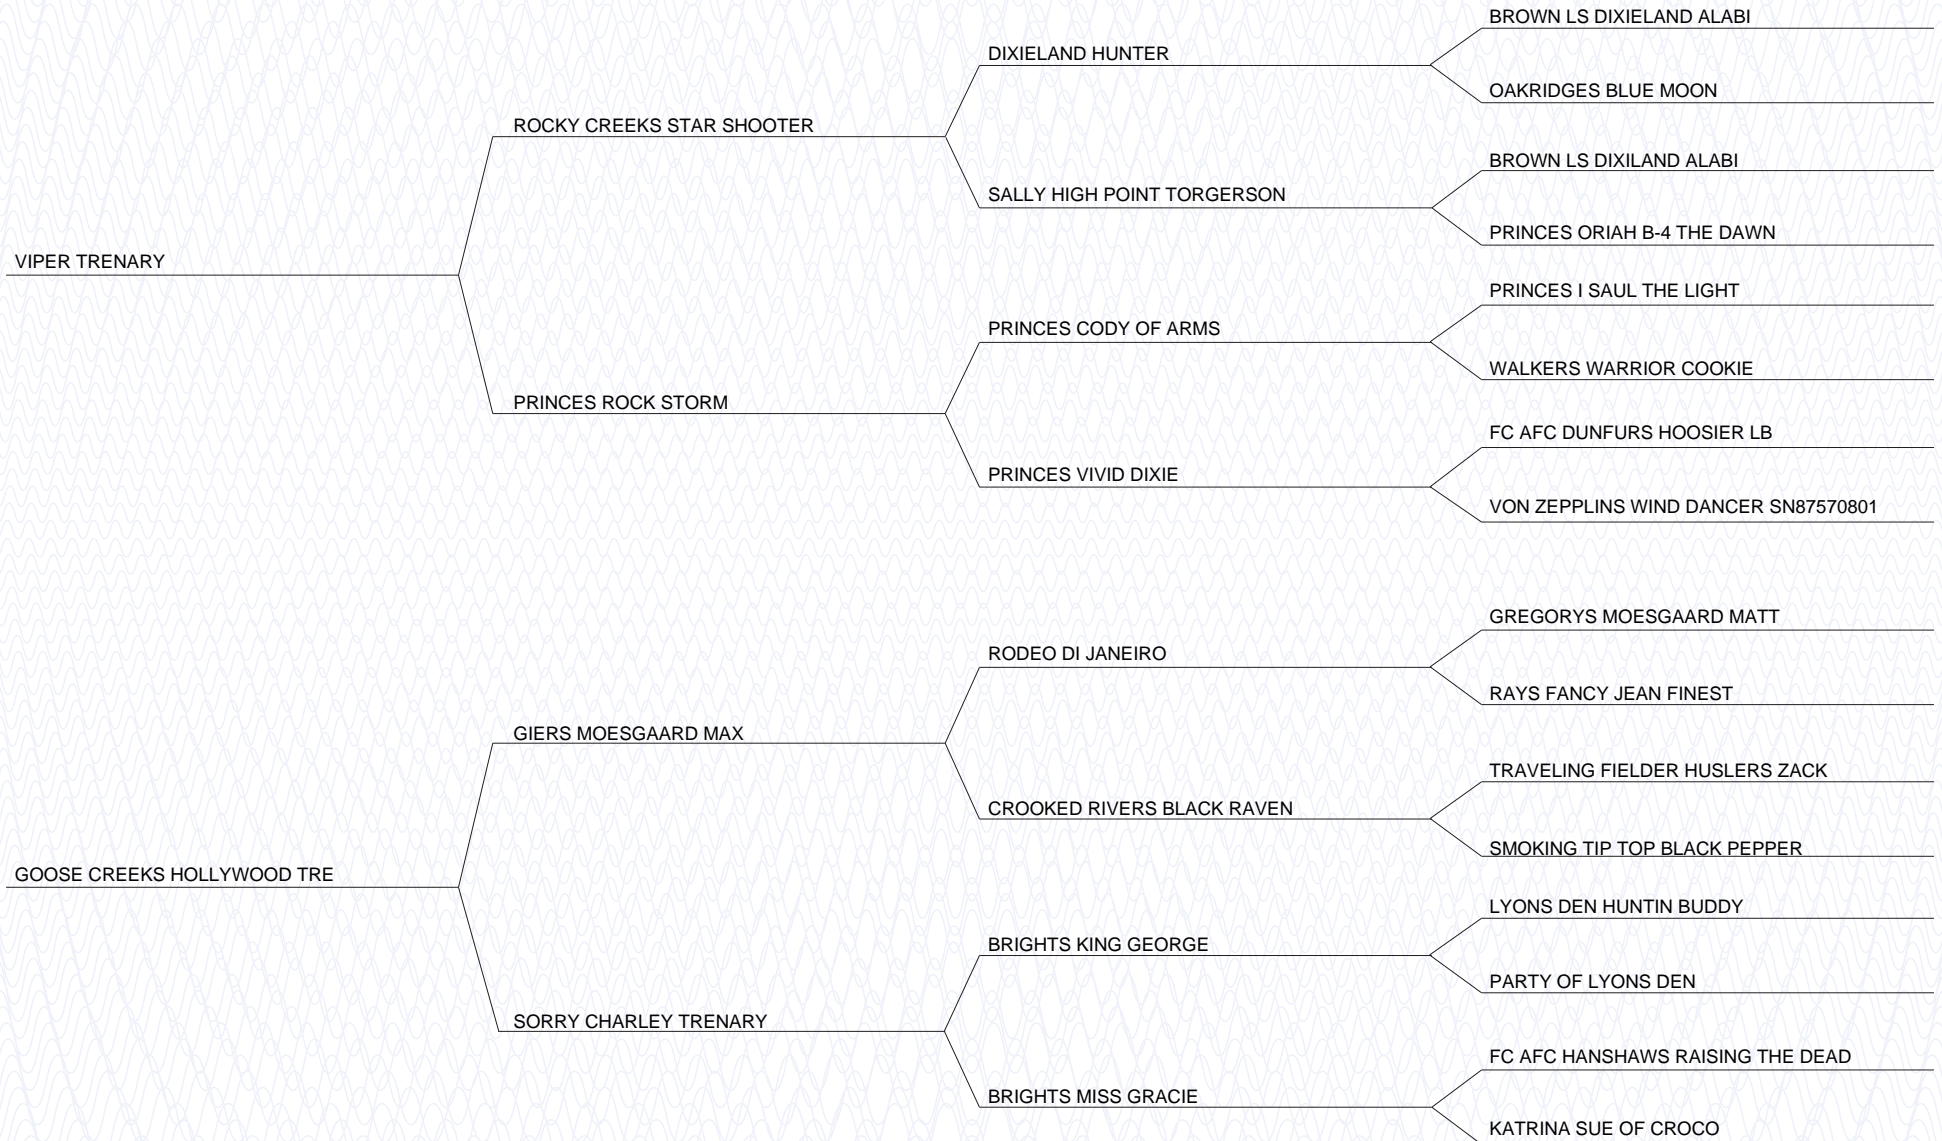 BROWN LS DIXIELAND ALABI
DIXIELAND HUNTER
OAKRIDGES BLUE MOON
ROCKY CREEKS STAR SHOOTER
BROWN LS DIXILAND ALABI
SALLY HIGH POINT TORGERSON
PRINCES ORIAH B-4 THE DAWN
VIPER TRENARY
PRINCES I SAUL THE LIGHT
PRINCES CODY OF ARMS
WALKERS WARRIOR COOKIE
PRINCES ROCK STORM
FC AFC DUNFURS HOOSIER LB
PRINCES VIVID DIXIE
VON ZEPPLINS WIND DANCER SN87570801
GREGORYS MOESGAARD MATT
RODEO DI JANEIRO
RAYS FANCY JEAN FINEST
GIERS MOESGAARD MAX
TRAVELING FIELDER HUSLERS ZACK
CROOKED RIVERS BLACK RAVEN
SMOKING TIP TOP BLACK PEPPER
GOOSE CREEKS HOLLYWOOD TRE
LYONS DEN HUNTIN BUDDY
BRIGHTS KING GEORGE
PARTY OF LYONS DEN
SORRY CHARLEY TRENARY
FC AFC HANSHAWS RAISING THE DEAD
BRIGHTS MISS GRACIE
KATRINA SUE OF CROCO